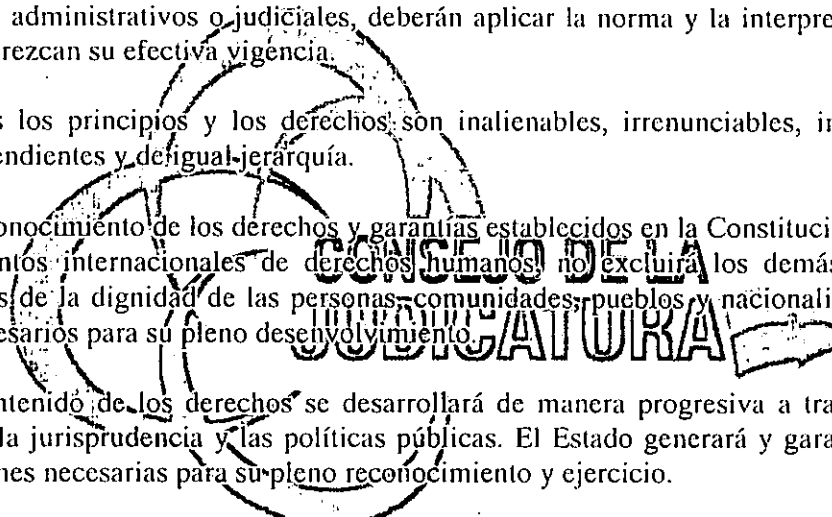 administrativos o judiciales, deberán aplicar la norma y la interpre
rezcan su efectiva vigencia.
s los principios y los derechos son inalienables, irrenunciables, in
endientes y de igual jerarquía.
onocimiento de los derechos y garantías establecidos en la Constituci
ntos internacionales de derechos humanos, no excluirá los demás
CONSEJO DE LA
s de la dignidad de las personas, comunidades, pueblos y nacionali
esarios para su pleno desenvolvimiento.
JUDICATURA
ntenido de los derechos se desarrollará de manera progresiva a tra
la jurisprudencia y las políticas públicas. El Estado generará y gara
nes necesarias para su pleno reconocimiento y ejercicio.